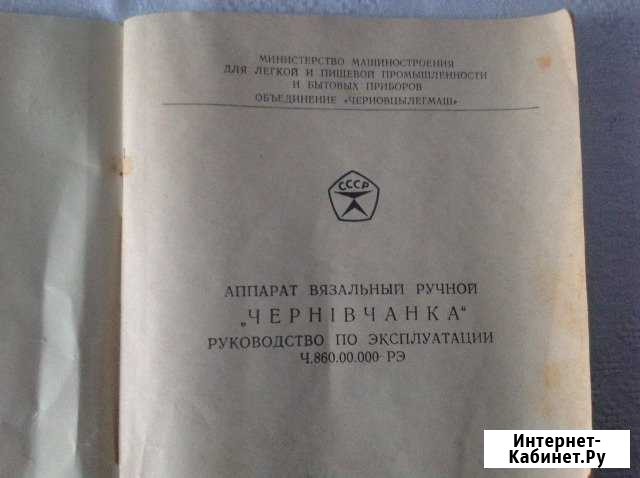 МИНИСТЕРСТВО МАШИНОСТРОЕНИЯ
ДЛЯ ЛЕГКОЙ И ПИЩЕВОЙ ПРОМЫШЛЕННОСТИ
И БЫТОВЫХ ПРИБОРОВ
ОБЪЕДИНЕНИЕ «ЧЕРНОВЦЫЛЕГМАШ»
СССР
АППАРАТ ВЯЗАЛЬНЫЙ РУЧНОЙ
„ЧЕРНІВЧАНКА“
РУКОВОДСТВО ПО ЭКСПЛУАТАЦИИ
Ч.860.00.000 РЭ
Интернет-
Кабинет.Ру